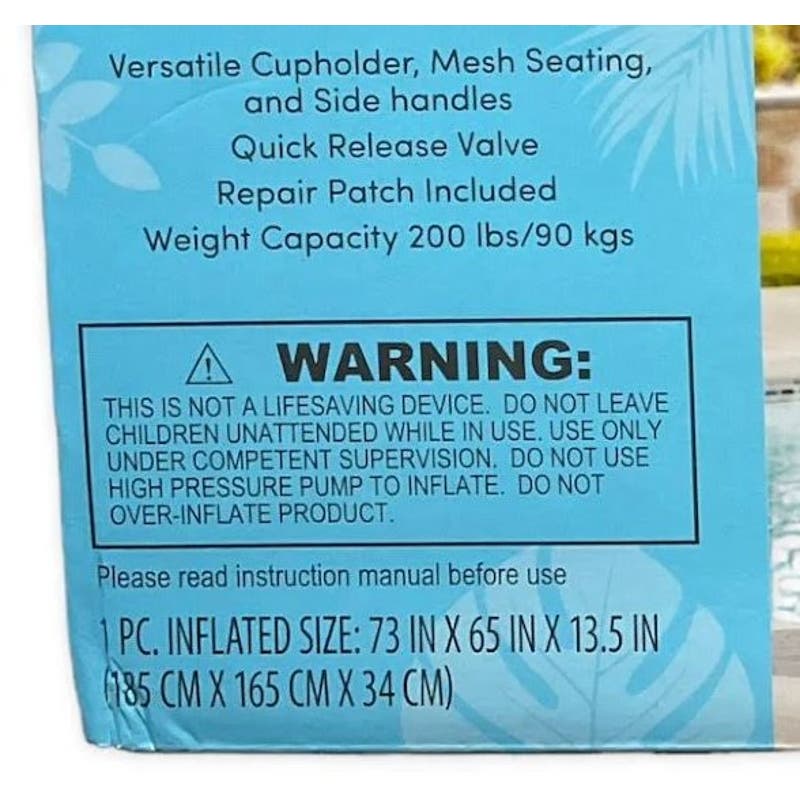 Versatile Cupholder, Mesh Seating,
and Side handles
Quick Release Valve
Repair Patch Included
Weight Capacity 200 lbs/90 kgs
WARNING:
THIS IS NOT A LIFESAVING DEVICE. DO NOT LEAVE
CHILDREN UNATTENDED WHILE IN USE. USE ONLY
UNDER COMPETENT SUPERVISION. DO NOT USE
HIGH PRESSURE PUMP TO INFLATE. DO NOT
OVER-INFLATE PRODUCT.
Please read instruction manual before use
1 PC. INFLATED SIZE: 73 IN X 65 IN X 13.5 IN
(185 CM X 165 CM X 34 CM)